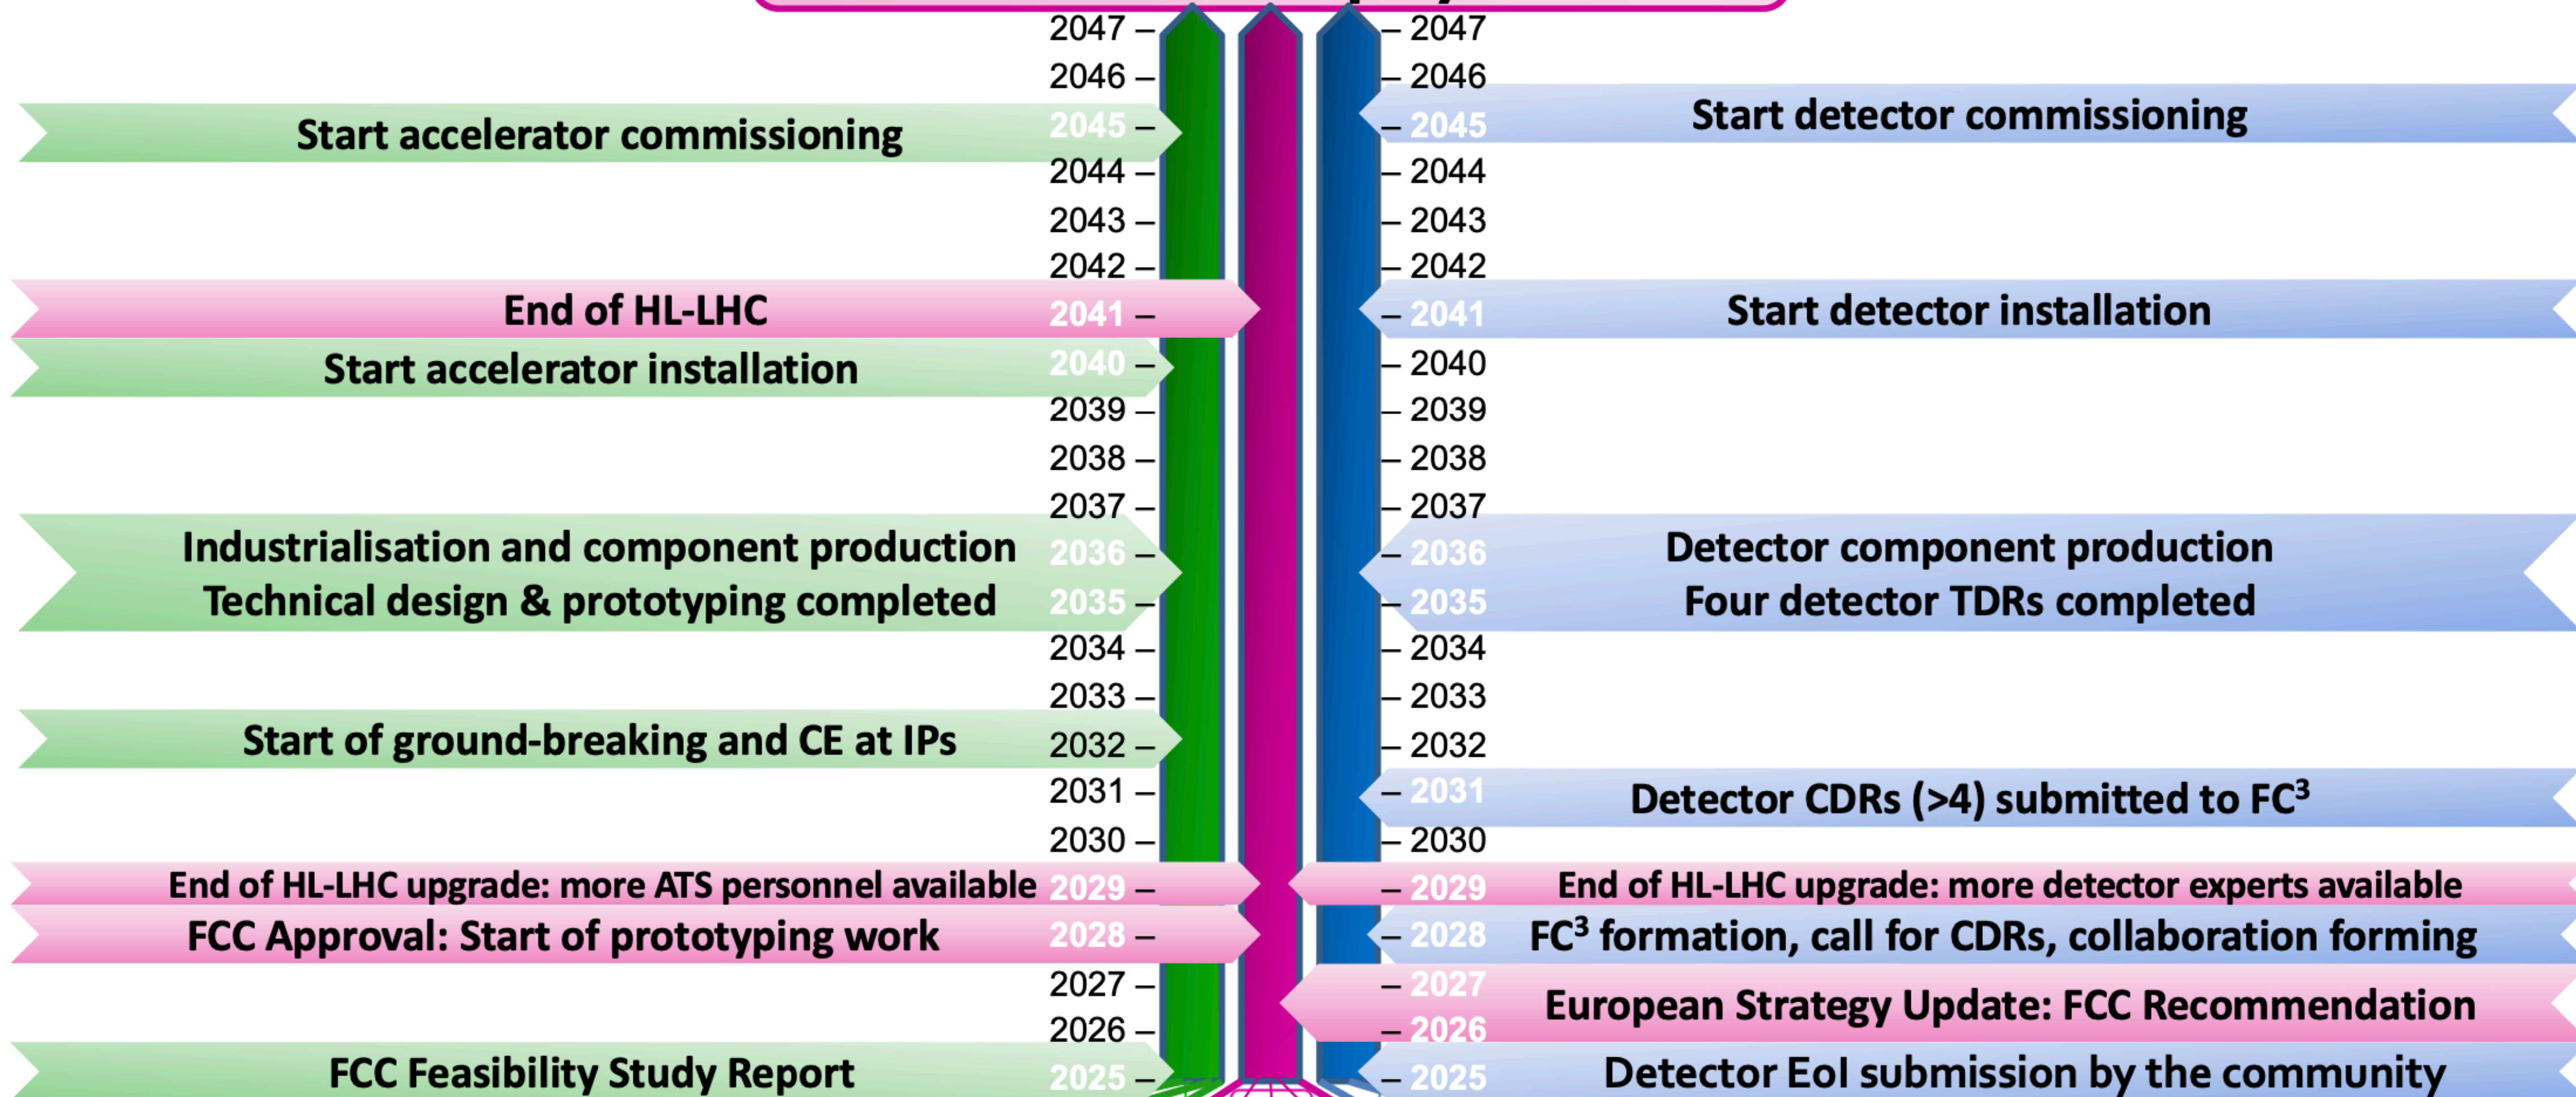 2047 – – 2047
2046 – – 2046
Start accelerator commissioning 2045 – – 2045 Start detector commissioning
2044 – – 2044
2043 – – 2043
2042 – – 2042
End of HL-LHC 2041 – – 2041 Start detector installation
Start accelerator installation 2040 – – 2040
2039 – – 2039
2038 – – 2038
2037 – – 2037
Industrialisation and component production 2036 – – 2036 Detector component production
Technical design & prototyping completed 2035 – – 2035 Four detector TDRs completed
2034 – – 2034
2033 – – 2033
Start of ground-breaking and CE at IPs 2032 – – 2032
2031 – – 2031 Detector CDRs (>4) submitted to FC³
2030 – – 2030
End of HL-LHC upgrade: more ATS personnel available 2029 – – 2029 End of HL-LHC upgrade: more detector experts available
FCC Approval: Start of prototyping work 2028 – – 2028 FC³ formation, call for CDRs, collaboration forming
2027 – – 2027
European Strategy Update: FCC Recommendation
2026 – – 2026
FCC Feasibility Study Report 2025 – – 2025 Detector EoI submission by the community